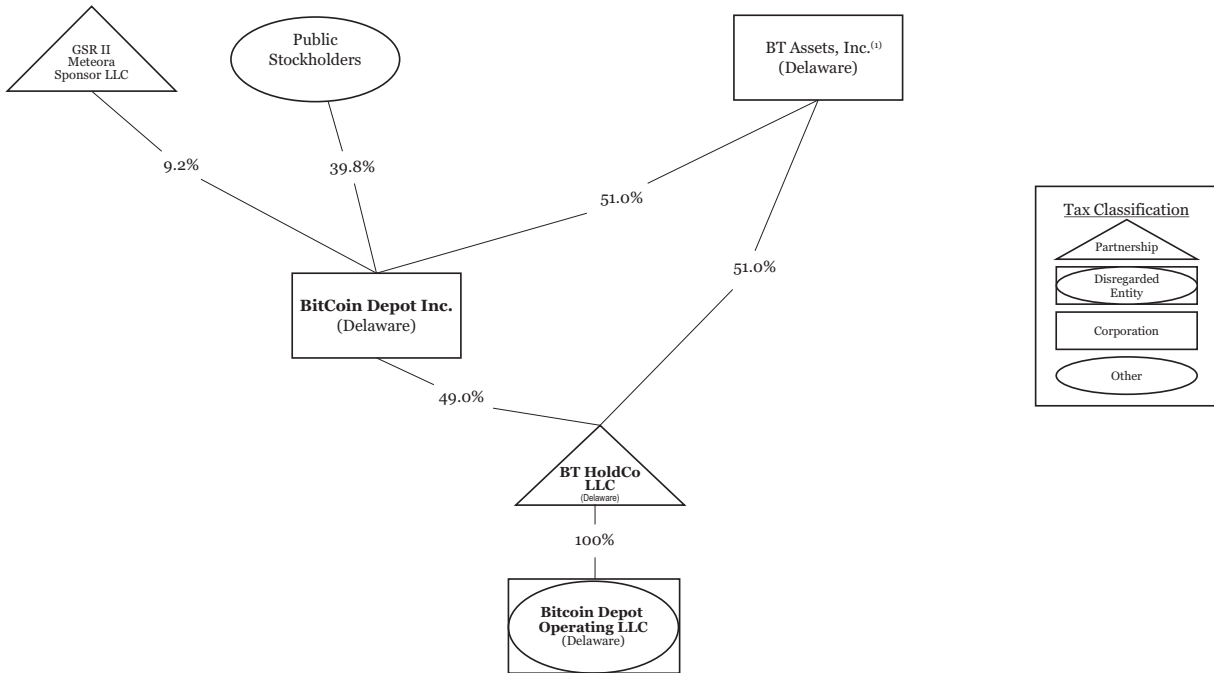 GSR II
Meteora
Sponsor LLC
Public
Stockholders
BT Assets, Inc.(1)
(Delaware)
9.2%
39.8%
51.0%
51.0%
BitCoin Depot Inc.
(Delaware)
49.0%
BT HoldCo
LLC
(Delaware)
100%
Bitcoin Depot
Operating LLC
(Delaware)
Tax Classification
Partnership
Disregarded
Entity
Corporation
Other